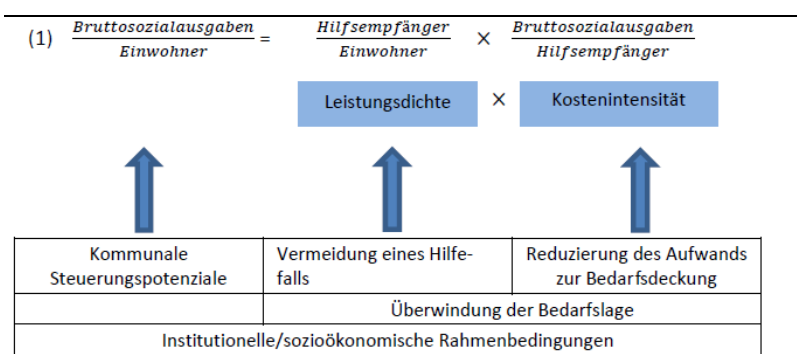 (1) Bruttosozialausgaben / Einwohner = Hilfsempfänger / Einwohner × Bruttosozialausgaben / Hilfsempfänger
Leistungsdichte × Kostenintensität
Kommunale Steuerungspotenziale
Vermeidung eines Hilfe-
falls
Reduzierung des Aufwands
zur Bedarfsdeckung
Überwindung der Bedarfslage
Institutionelle/sozioökonomische Rahmenbedingungen